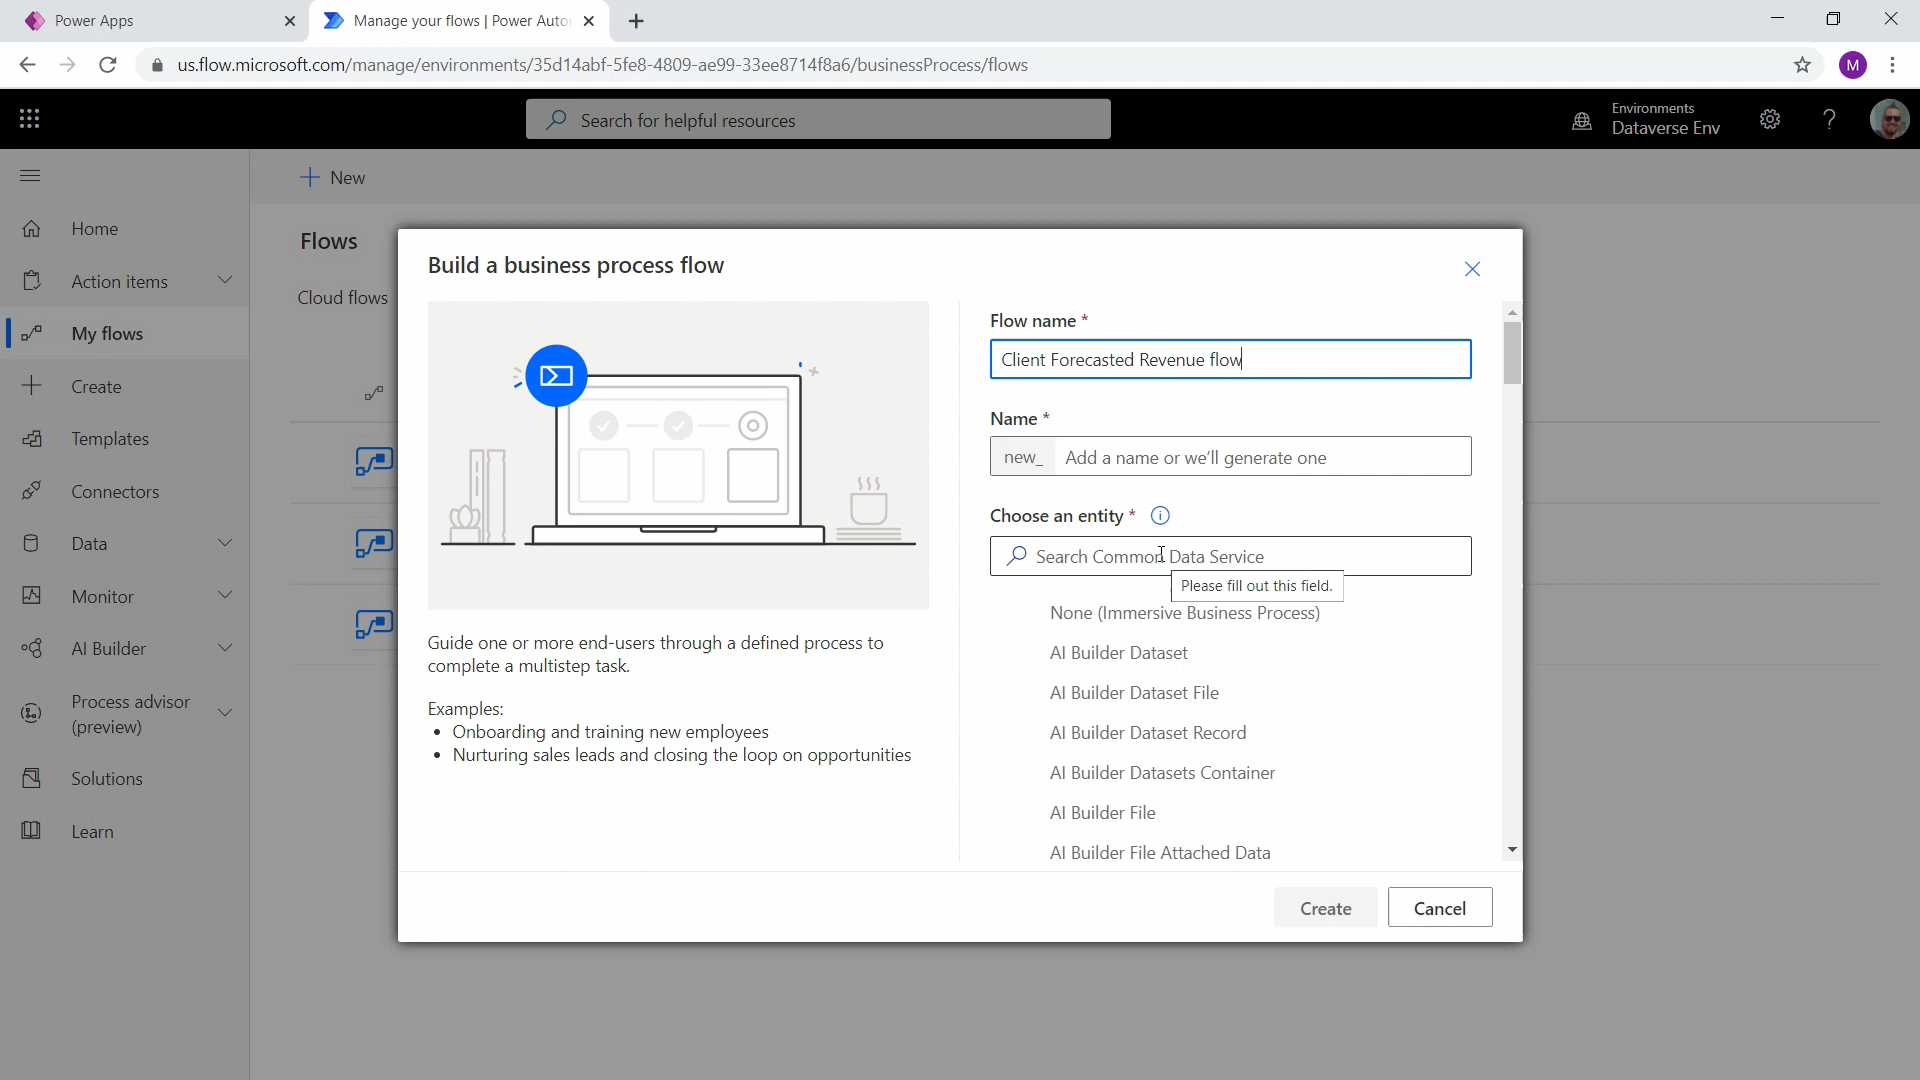 Power Apps
Manage your flows | Power Auto
us.flow.microsoft.com/manage/environments/35d14abf-5fe8-4809-ae99-33ee8714f8a6/businessProcess/flows
M
Search for helpful resources
Environments
Dataverse Env
?
New
Home
Action items
My flows
Create
Templates
Connectors
Data
Monitor
AI Builder
Process advisor
(preview)
Solutions
Learn
Flows
Cloud flows
Build a business process flow
Guide one or more end-users through a defined process to
complete a multistep task.
Examples:
• Onboarding and training new employees
• Nurturing sales leads and closing the loop on opportunities
Flow name *
Client Forecasted Revenue flow
Name *
new_ Add a name or we'll generate one
Choose an entity *
Search Common Data Service
Please fill out this field.
None (Immersive Business Process)
AI Builder Dataset
AI Builder Dataset File
AI Builder Dataset Record
AI Builder Datasets Container
AI Builder File
AI Builder File Attached Data
Create
Cancel